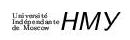 Université
Indépendante
de Moscou
НМУ